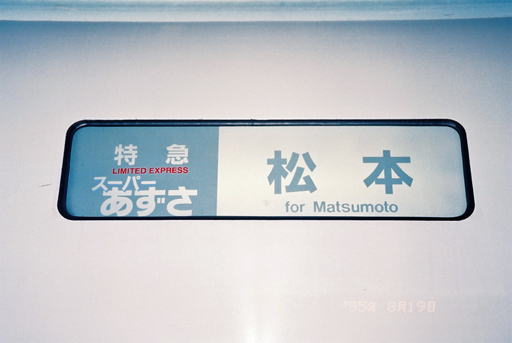 特急
LIMITED EXPRESS
スーパー
あずさ
松本
for Matsumoto
'95年 8月19日